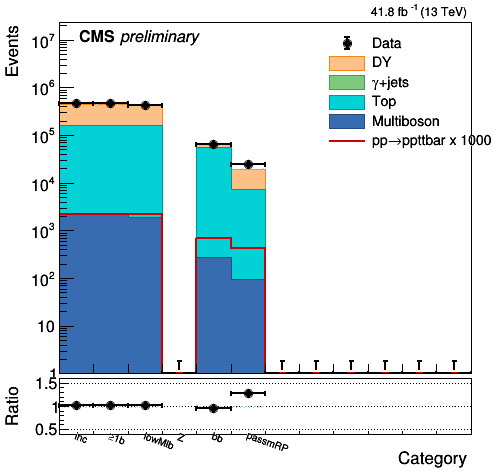 41.8 fb⁻¹ (13 TeV)
CMS preliminary
Events
10⁷
10⁶
10⁵
10⁴
10³
10²
10
1
Data
DY
γ+jets
Top
Multiboson
pp→ppttbar x 1000
Ratio
1.5
1
0.5
inc ≥1b lowMlb Z bb passmRP
Category